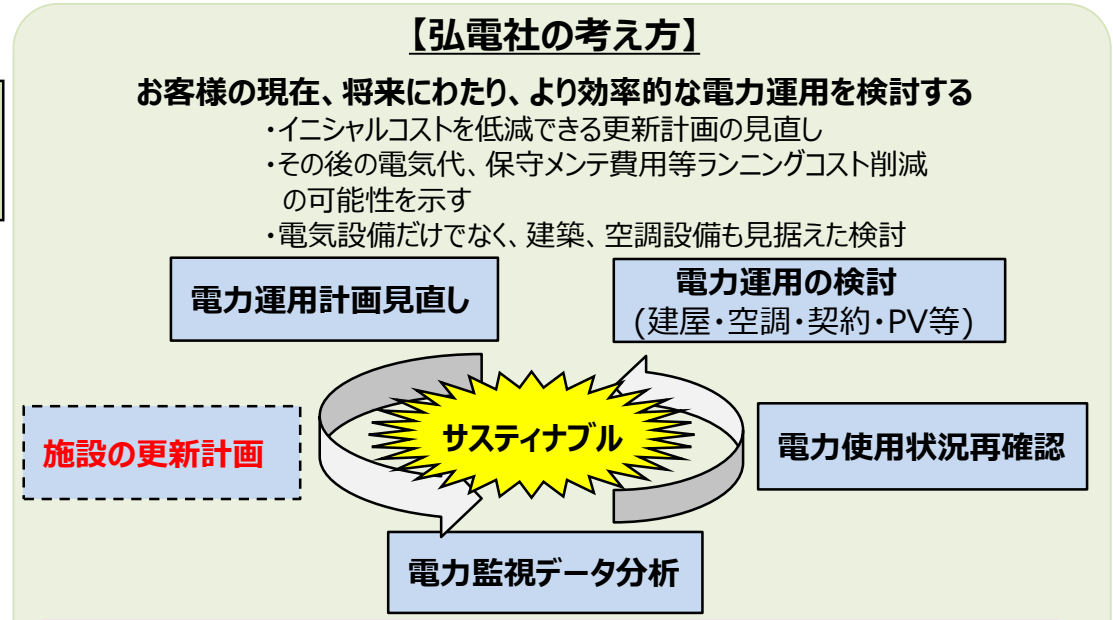 【弘電社の考え方】
お客様の現在、将来にわたり、より効率的な電力運用を検討する
・イニシャルコストを低減できる更新計画の見直し
・その後の電気代、保守メンテ費用等ランニングコスト削減
の可能性を示す
・電気設備だけでなく、建築、空調設備も見据えた検討
電力運用計画見直し
電力運用の検討
(建屋・空調・契約・PV等)
施設の更新計画
サスティナブル
電力使用状況再確認
電力監視データ分析